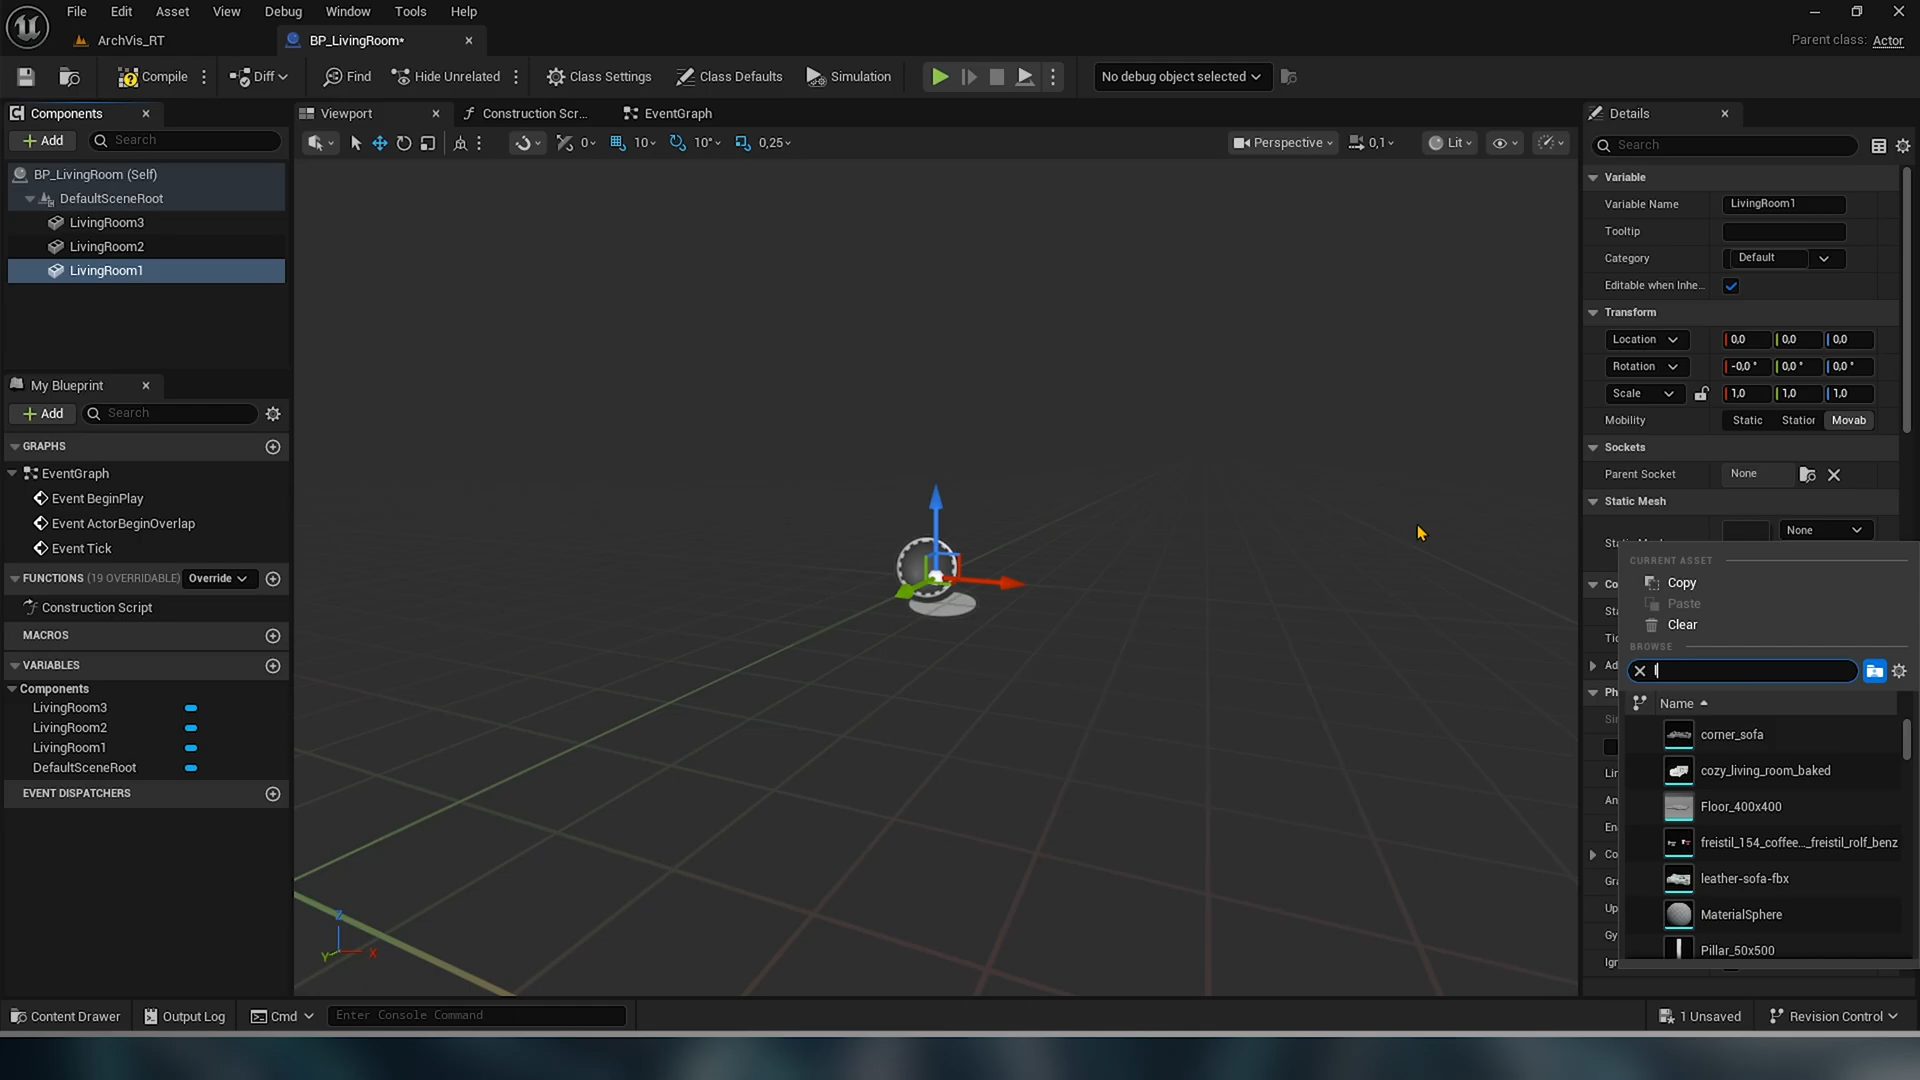 File Edit Asset View Debug Window Tools Help
ArchVis_RT
BP_LivingRoom*
Parent class: Actor
Compile
Diff
Find
Hide Unrelated
Class Settings
Class Defaults
Simulation
No debug object selected
Components
Add
Search
BP_LivingRoom (Self)
DefaultSceneRoot
LivingRoom3
LivingRoom2
LivingRoom1
My Blueprint
Add
Search
GRAPHS
EventGraph
Event BeginPlay
Event ActorBeginOverlap
Event Tick
FUNCTIONS (19 OVERRIDABLE) Override
Construction Script
MACROS
VARIABLES
Components
LivingRoom3
LivingRoom2
LivingRoom1
DefaultSceneRoot
EVENT DISPATCHERS
Viewport
Construction Scr...
EventGraph
0
10
10°
0,25
Perspective
0,1
Lit
Z
Y
X
Details
Search
Variable
Variable Name LivingRoom1
Tooltip
Category Default
Editable when Inhe...
Transform
Location 0,0 0,0 0,0
Rotation -0,0 ° 0,0 ° 0,0 °
Scale 1,0 1,0 1,0
Mobility Static Station Movab
Sockets
Parent Socket None
Static Mesh
None
CURRENT ASSET
Copy
Paste
Clear
BROWSE
l
Name
corner_sofa
cozy_living_room_baked
Floor_400x400
freistil_154_coffee..._freistil_rolf_benz
leather-sofa-fbx
MaterialSphere
Pillar_50x500
Content Drawer
Output Log
Cmd
Enter Console Command
1 Unsaved
Revision Control